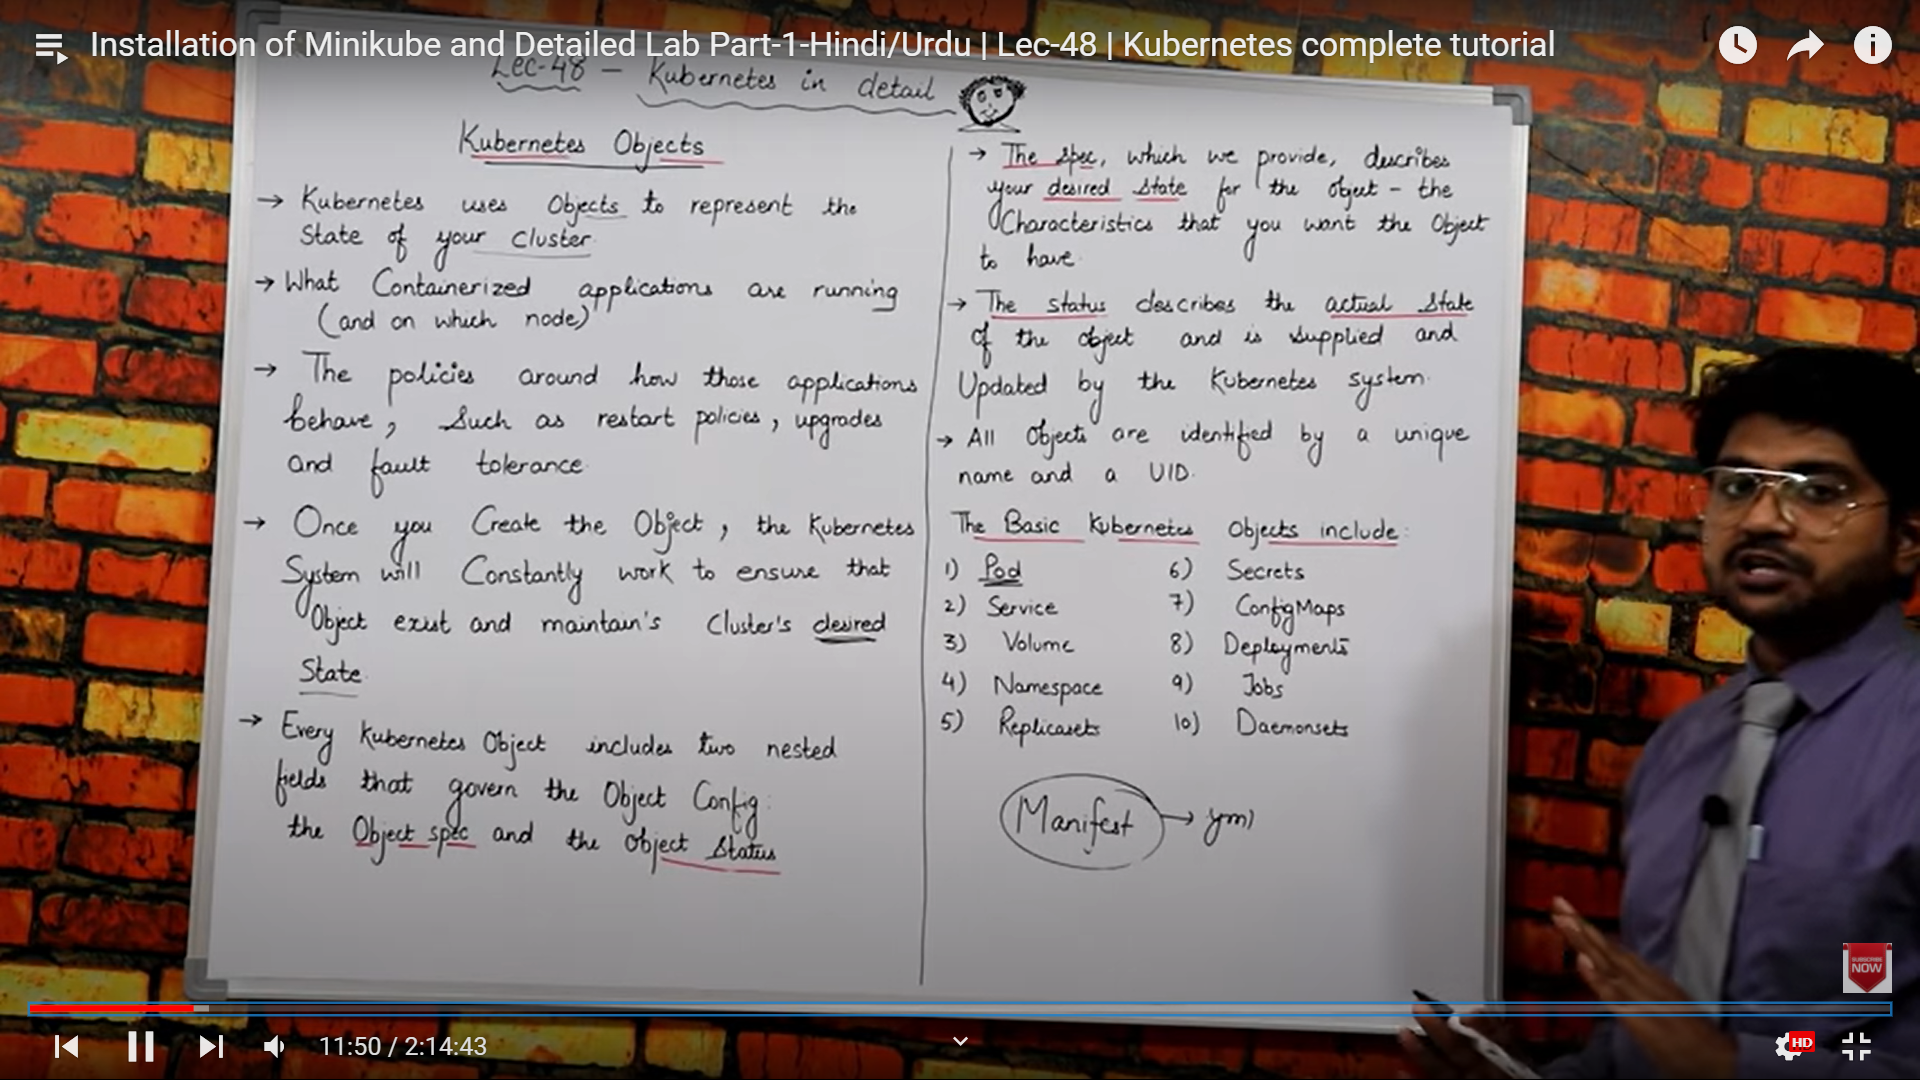 Installation of Minikube and Detailed Lab Part-1-Hindi/Urdu | Lec-48 | Kubernetes complete tutorial
Lec-48 - Kubernetes in detail
Kubernetes Objects
→ Kubernetes uses Objects to represent the
State of your Cluster.
→ What Containerized applications are running
(and on which node)
→ The policies around how those applications
behave, Such as restart policies, upgrades
and fault tolerance.
→ Once you Create the Object, the Kubernetes
System will Constantly work to ensure that
Object exist and maintain's Cluster's desired
State.
→ Every Kubernetes Object includes two nested
fields that govern the Object Config:
the Object spec and the Object Status
→ The spec, which we provide, describes
your desired State for the object - the
Characteristics that you want the Object
to have.
→ The status describes the actual State
of the object and is supplied and
Updated by the Kubernetes system.
→ All Objects are identified by a unique
name and a UID.
The Basic Kubernetes Objects include:
1) Pod
2) Service
3) Volume
4) Namespace
5) Replicasets
6) Secrets
7) ConfigMaps
8) Deployments
9) Jobs
10) Daemonsets
Manifest → yml
SUBSCRIBE
NOW
11:50 / 2:14:43
HD